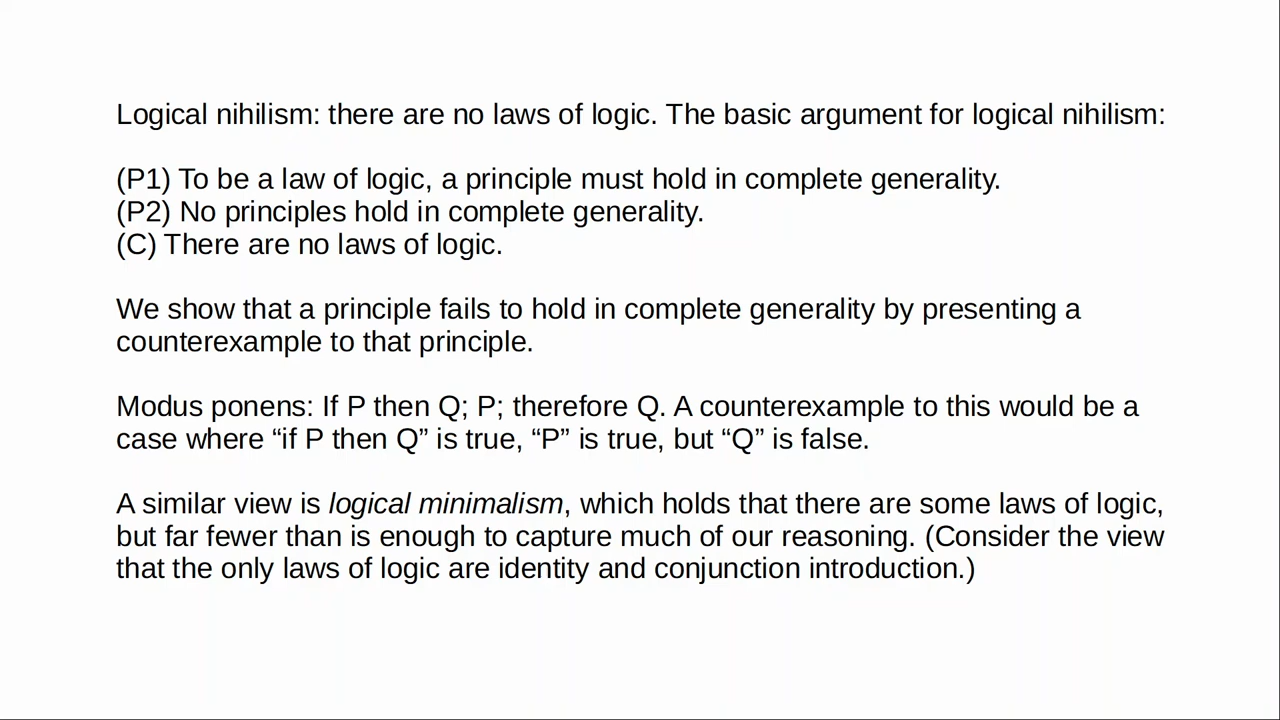 Logical nihilism: there are no laws of logic. The basic argument for logical nihilism:
(P1) To be a law of logic, a principle must hold in complete generality.
(P2) No principles hold in complete generality.
(C) There are no laws of logic.
We show that a principle fails to hold in complete generality by presenting a
counterexample to that principle.
Modus ponens: If P then Q; P; therefore Q. A counterexample to this would be a
case where “if P then Q” is true, “P” is true, but “Q” is false.
A similar view is logical minimalism, which holds that there are some laws of logic,
but far fewer than is enough to capture much of our reasoning. (Consider the view
that the only laws of logic are identity and conjunction introduction.)